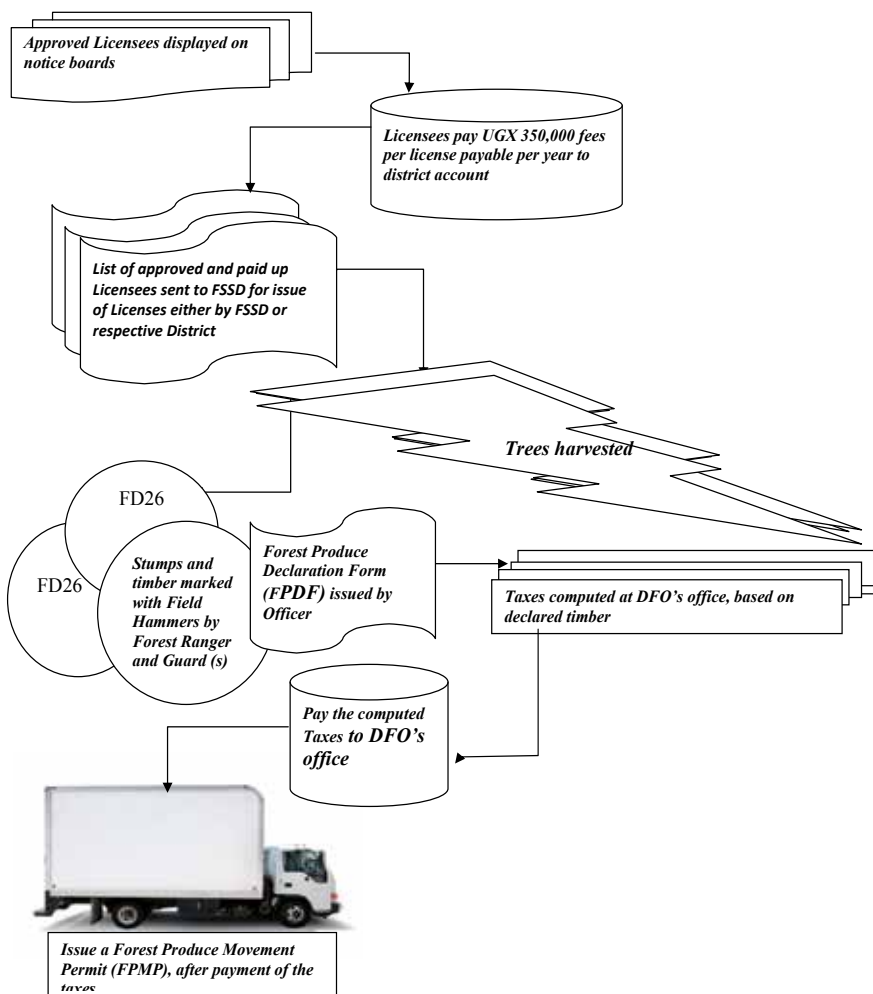 Approved Licensees displayed on
notice boards
Licensees pay UGX 350,000 fees
per license payable per year to
district account
List of approved and paid up
Licensees sent to FSSD for issue
of Licenses either by FSSD or
respective District
Trees harvested
FD26
FD26
Stumps and
timber marked
with Field
Hammers by
Forest Ranger
and Guard (s)
Forest Produce
Declaration Form
(FPDF) issued by
Officer
Taxes computed at DFO's office, based on
declared timber
Pay the computed
Taxes to DFO's
office
Issue a Forest Produce Movement
Permit (FPMP), after payment of the
taxes